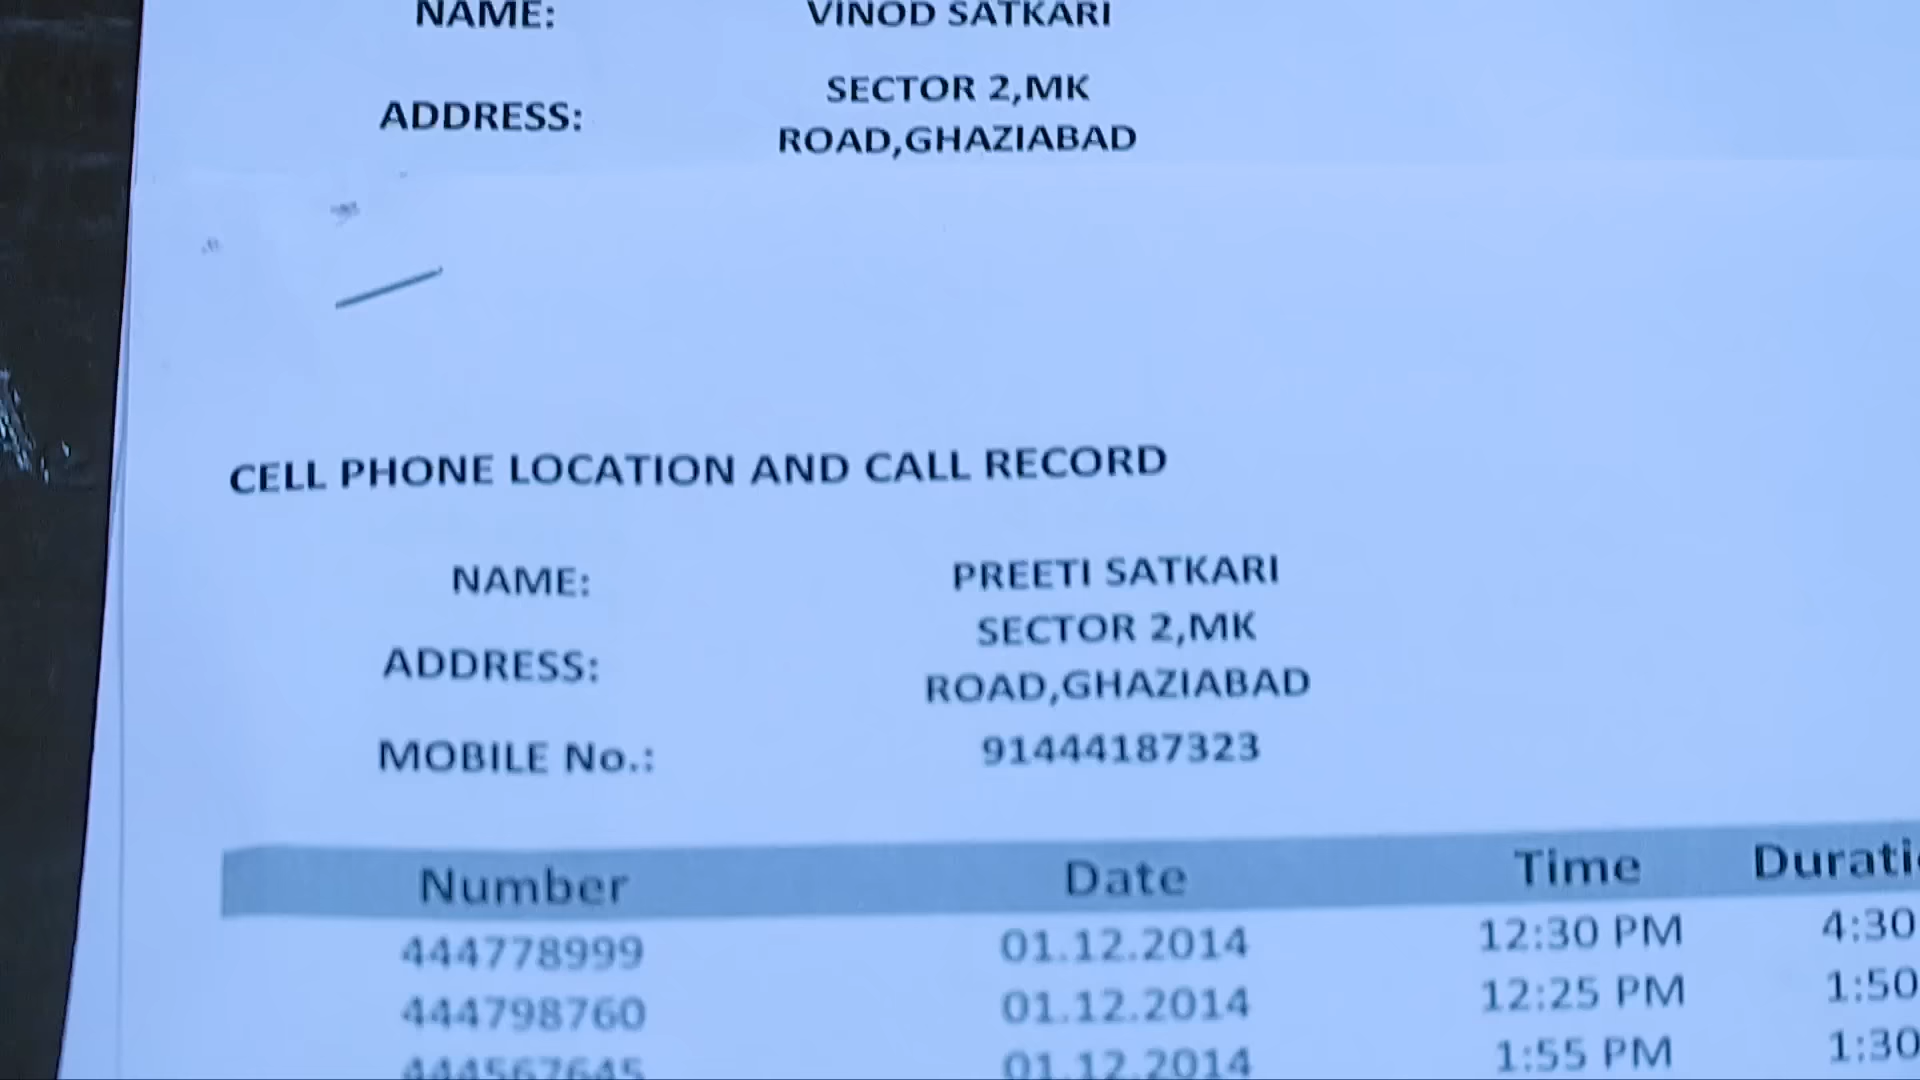 NAME: VINOD SATKARI
ADDRESS: SECTOR 2,MK
ROAD,GHAZIABAD
CELL PHONE LOCATION AND CALL RECORD
NAME: PREETI SATKARI
ADDRESS: SECTOR 2,MK
ROAD,GHAZIABAD
MOBILE No.: 91444187323
Number Date Time
444778999 01.12.2014 12:30 PM 4:30
444798760 01.12.2014 12:25 PM 1:50
444567645 01.12.2014 1:55 PM 1:30